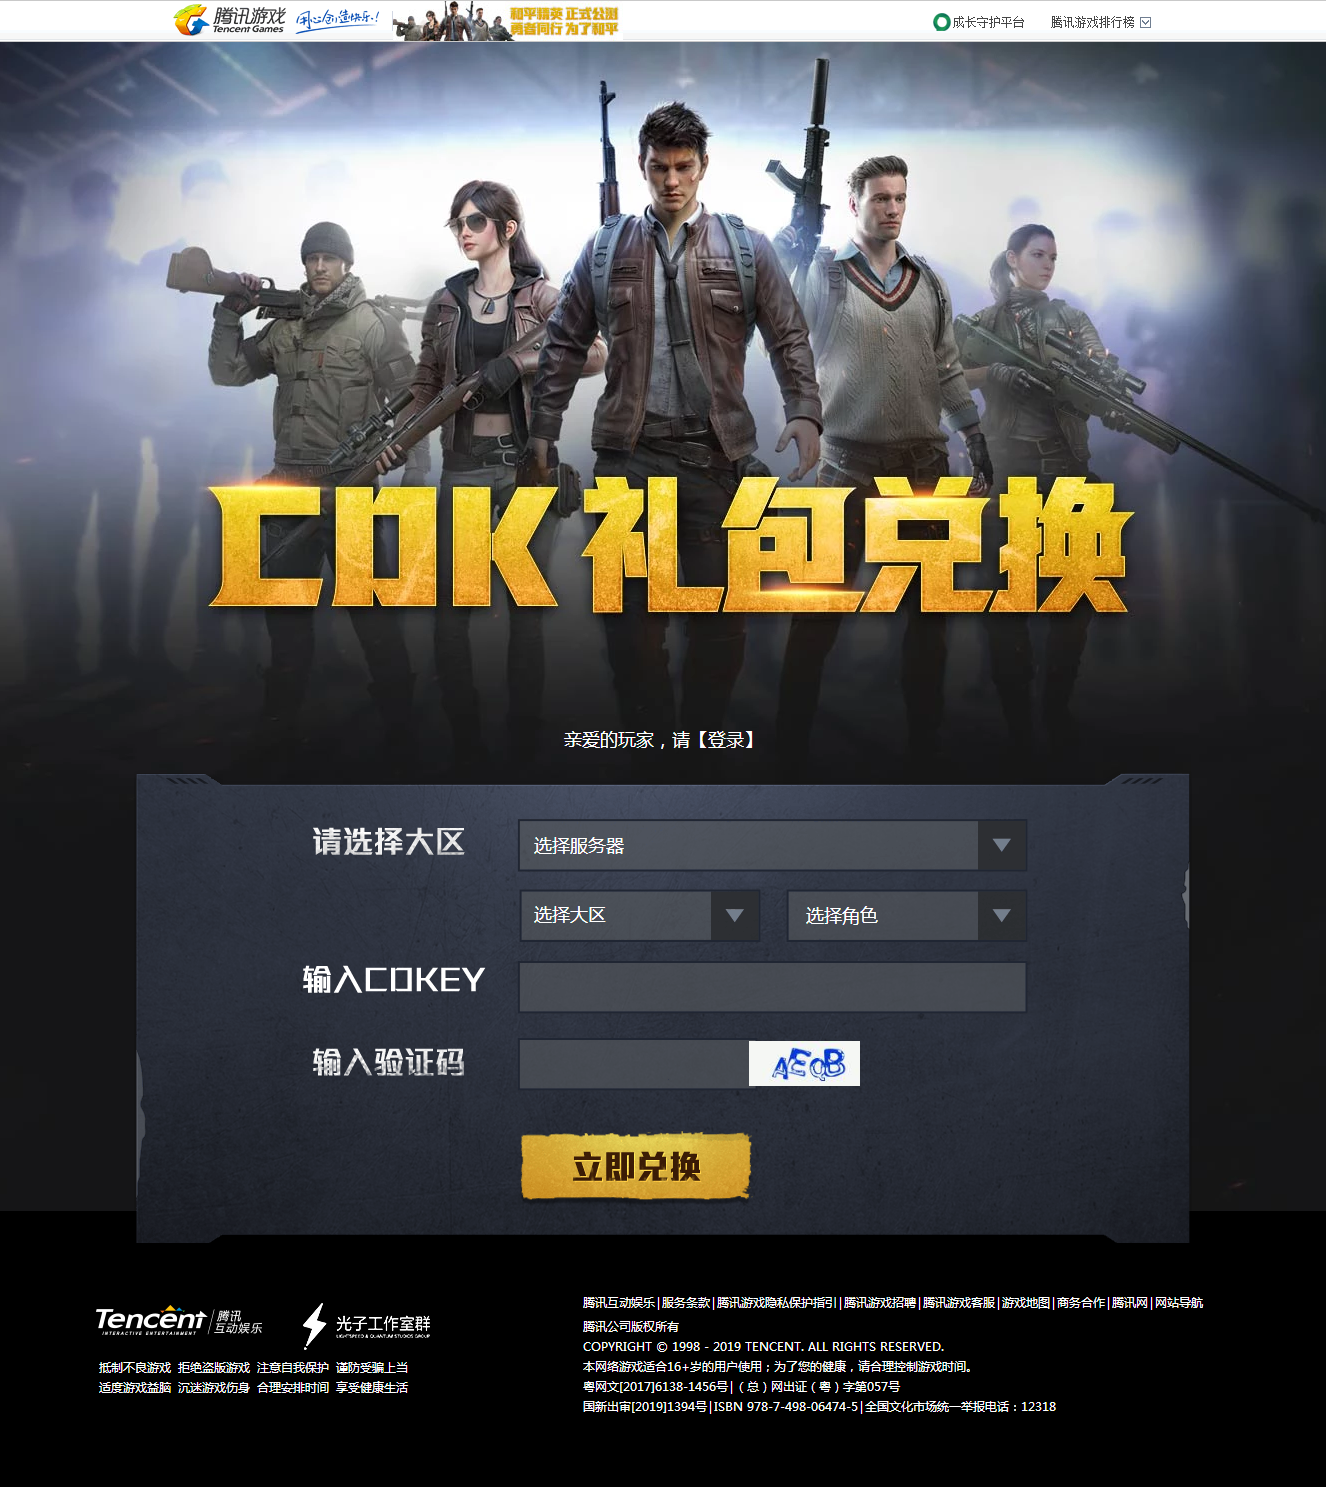 腾讯游戏
Tencent Games
用心创造快乐!
和平精英 正式公测
勇者同行 为了和平
成长守护平台
腾讯游戏排行榜
CDK礼包兑换
亲爱的玩家，请【登录】
请选择大区
选择服务器
选择大区
选择角色
输入CDKEY
输入验证码
AEQB
立即兑换
Tencent 腾讯互动娱乐
INTERACTIVE ENTERTAINMENT
光子工作室群
LIGHTSPEED & QUANTUM STUDIOS GROUP
抵制不良游戏 拒绝盗版游戏 注意自我保护 谨防受骗上当
适度游戏益脑 沉迷游戏伤身 合理安排时间 享受健康生活
腾讯互动娱乐|服务条款|腾讯游戏隐私保护指引|腾讯游戏招聘|腾讯游戏客服|游戏地图|商务合作|腾讯网|网站导航
腾讯公司版权所有
COPYRIGHT © 1998 - 2019 TENCENT. ALL RIGHTS RESERVED.
本网络游戏适合16+岁的用户使用；为了您的健康，请合理控制游戏时间。
粤网文[2017]6138-1456号|（总）网出证（粤）字第057号
国新出审[2019]1394号|ISBN 978-7-498-06474-5|全国文化市场统一举报电话：12318